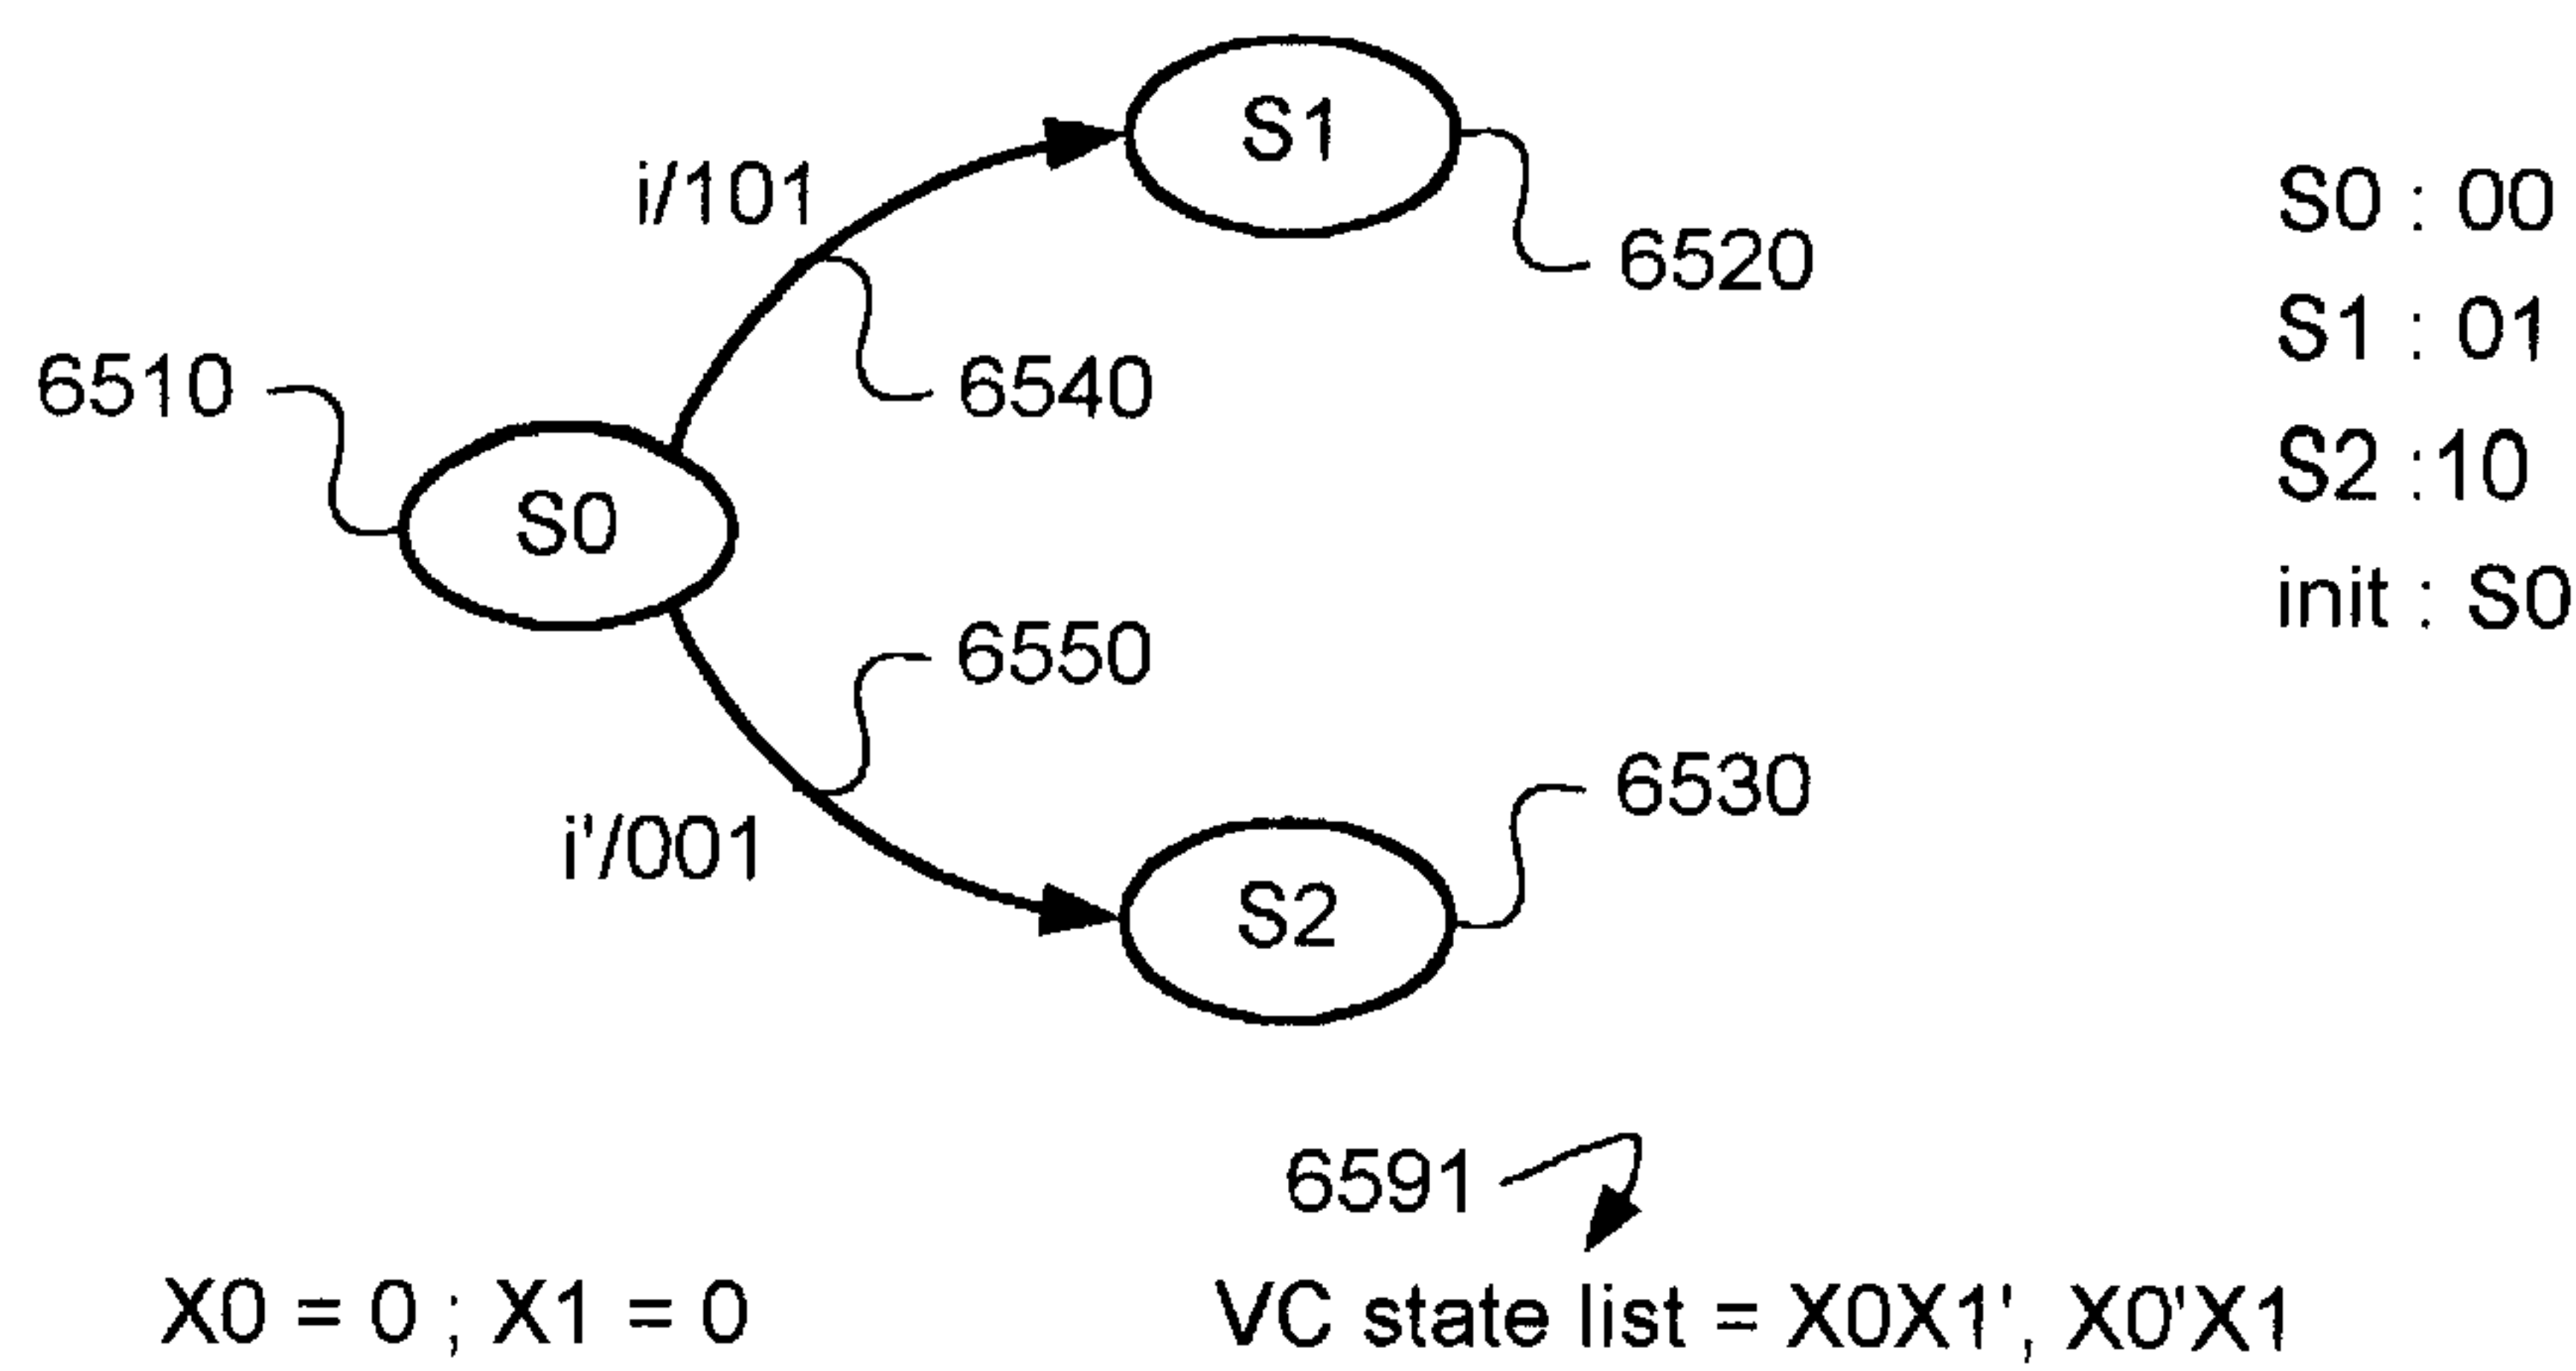 S1
i/101
S0 : 00
6520
S1 : 01
6510
6540
S2 :10
S0
init : S0
6550
6530
i'/001
S2
6591
X0 = 0 ; X1 = 0
VC state list = X0X1', X0'X1